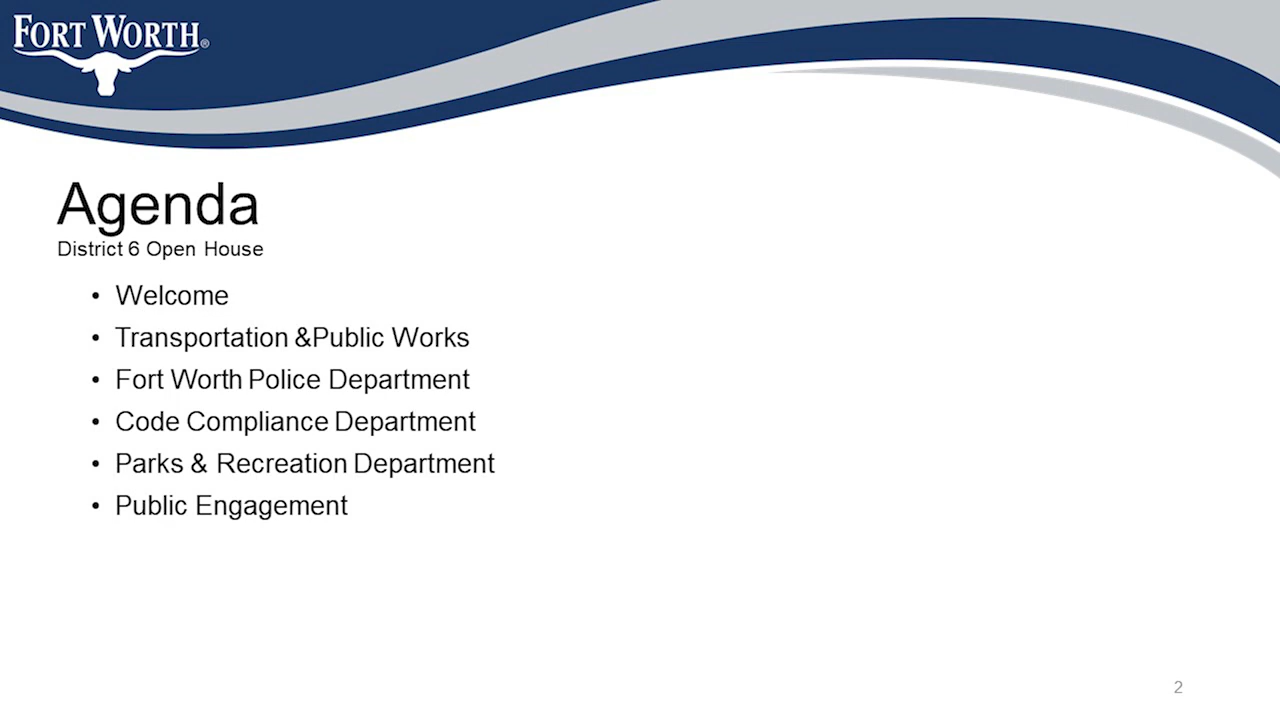 FORT WORTH®
Agenda
District 6 Open House
• Welcome
• Transportation &Public Works
• Fort Worth Police Department
• Code Compliance Department
• Parks & Recreation Department
• Public Engagement
2